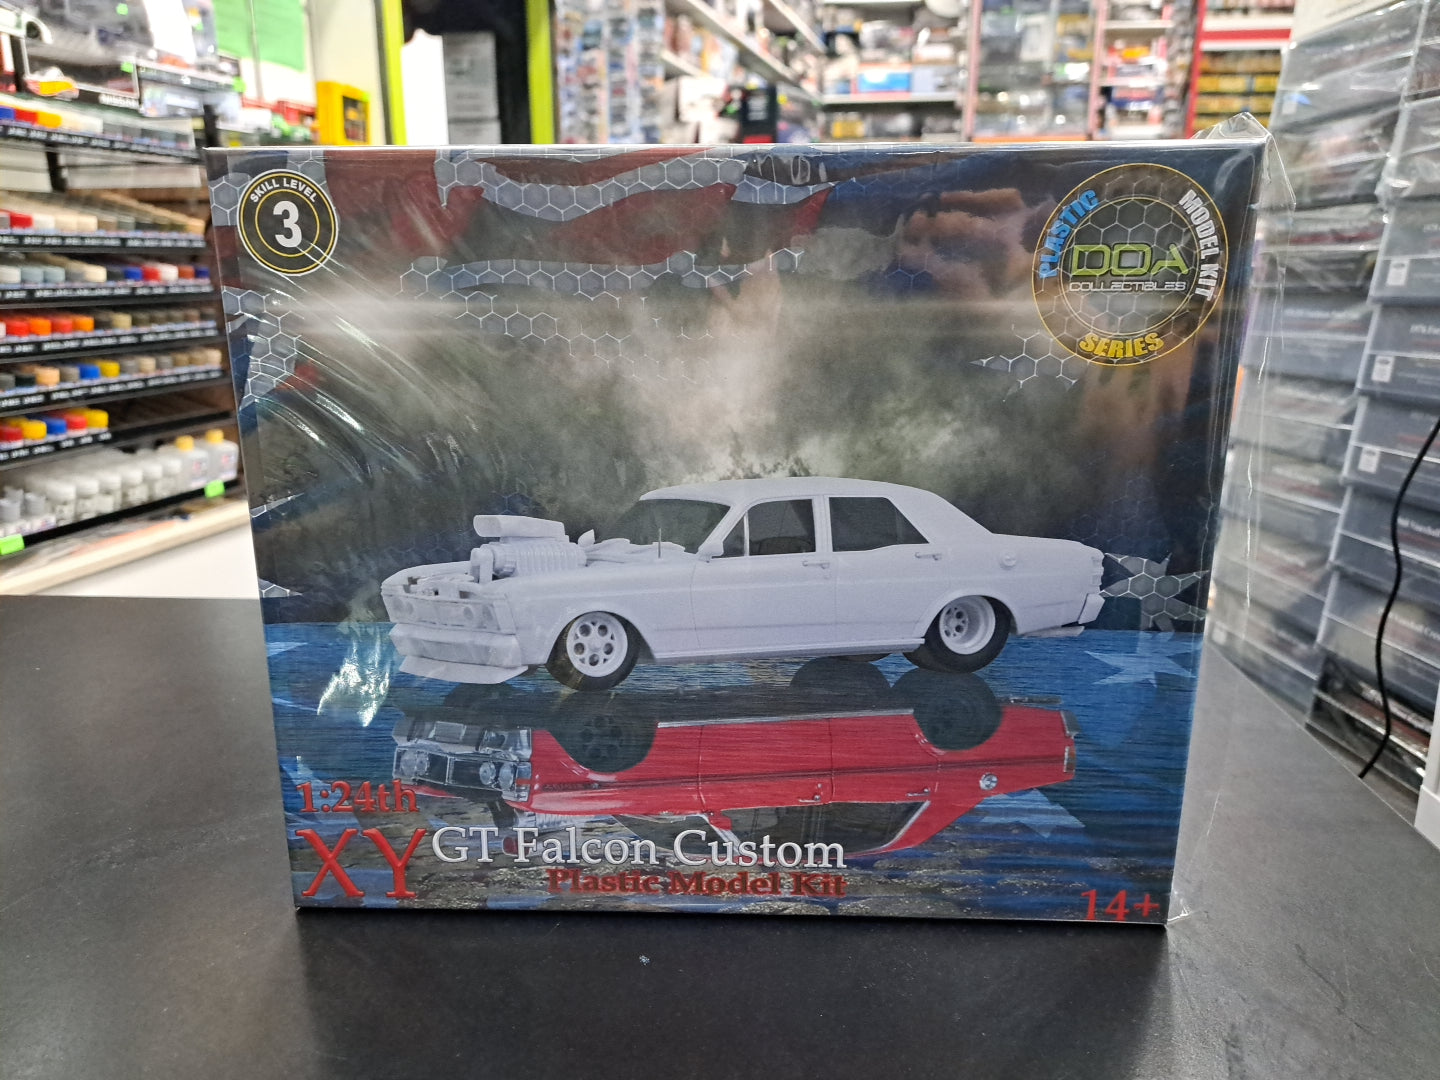 SKILL LEVEL
3
PLASTIC
MODEL KIT
DOA
COLLECTIBLES
SERIES
1:24th
XY GT Falcon Custom
Plastic Model Kit
14+